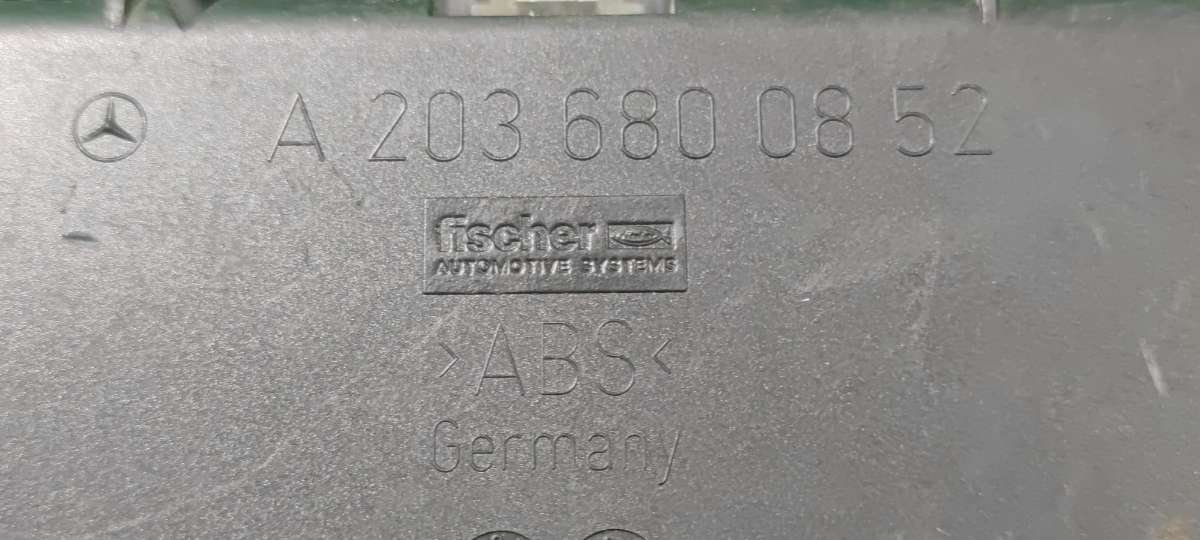 A 203 680 08 52
fischer
AUTOMOTIVE SYSTEMS
>ABS<
Germany